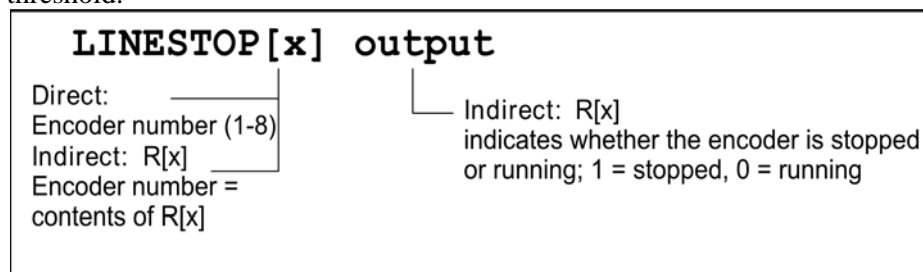 threshold.
LINESTOP[x] output
Direct:
Encoder number (1-8)
Indirect: R[x]
Encoder number =
contents of R[x]
Indirect: R[x]
indicates whether the encoder is stopped
or running; 1 = stopped, 0 = running